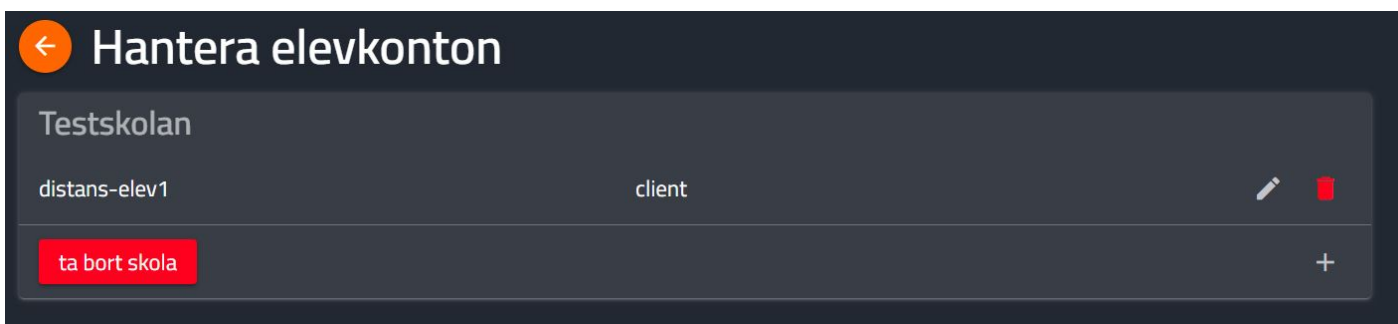 Hantera elevkonton
Testskolan
distans-elev1 client
ta bort skola